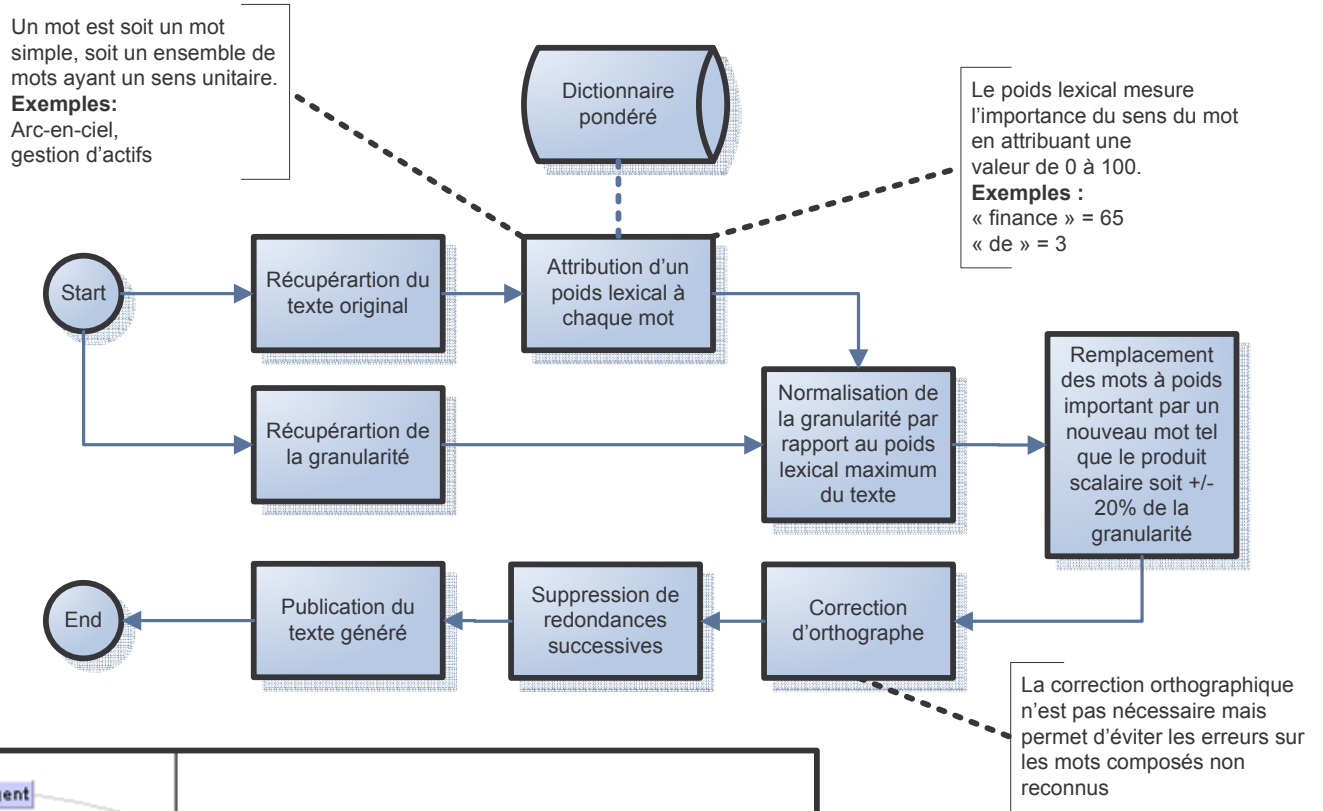 Un mot est soit un mot
simple, soit un ensemble de
mots ayant un sens unitaire.
Exemples:
Arc-en-ciel,
gestion d’actifs
Dictionnaire
pondéré
Le poids lexical mesure
l’importance du sens du mot
en attribuant une
valeur de 0 à 100.
Exemples :
« finance » = 65
« de » = 3
Start
Récupérartion du
texte original
Attribution d’un
poids lexical à
chaque mot
Récupérartion de
la granularité
Normalisation de
la granularité par
rapport au poids
lexical maximum
du texte
Remplacement
des mots à poids
important par un
nouveau mot tel
que le produit
scalaire soit +/-
20% de la
granularité
End
Publication du
texte généré
Suppression de
redondances
successives
Correction
d’orthographe
La correction orthographique
n’est pas nécessaire mais
permet d’éviter les erreurs sur
les mots composés non
reconnus